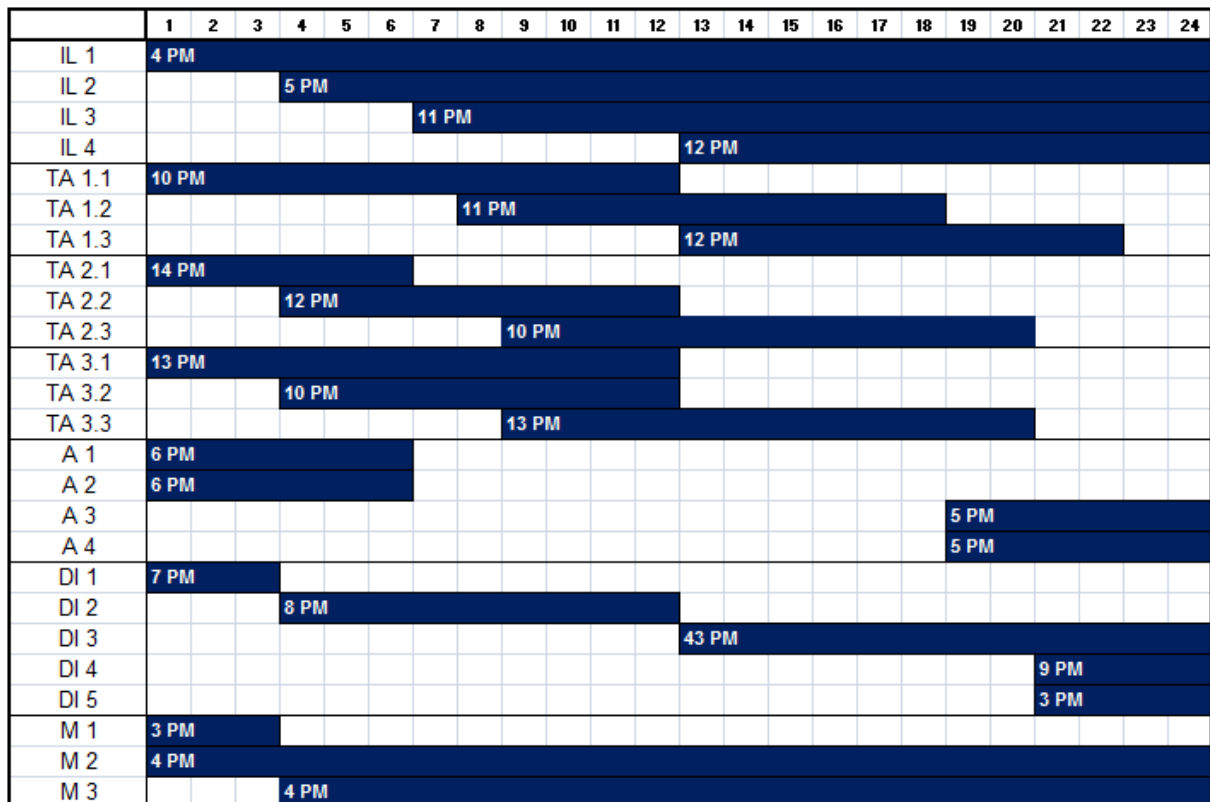 1 2 3 4 5 6 7 8 9 10 11 12 13 14 15 16 17 18 19 20 21 22 23 24
IL 1 4 PM
IL 2 5 PM
IL 3 11 PM
IL 4 12 PM
TA 1.1 10 PM
TA 1.2 11 PM
TA 1.3 12 PM
TA 2.1 14 PM
TA 2.2 12 PM
TA 2.3 10 PM
TA 3.1 13 PM
TA 3.2 10 PM
TA 3.3 13 PM
A 1 6 PM
A 2 6 PM
A 3 5 PM
A 4 5 PM
DI 1 7 PM
DI 2 8 PM
DI 3 43 PM
DI 4 9 PM
DI 5 3 PM
M 1 3 PM
M 2 4 PM
M 3 4 PM